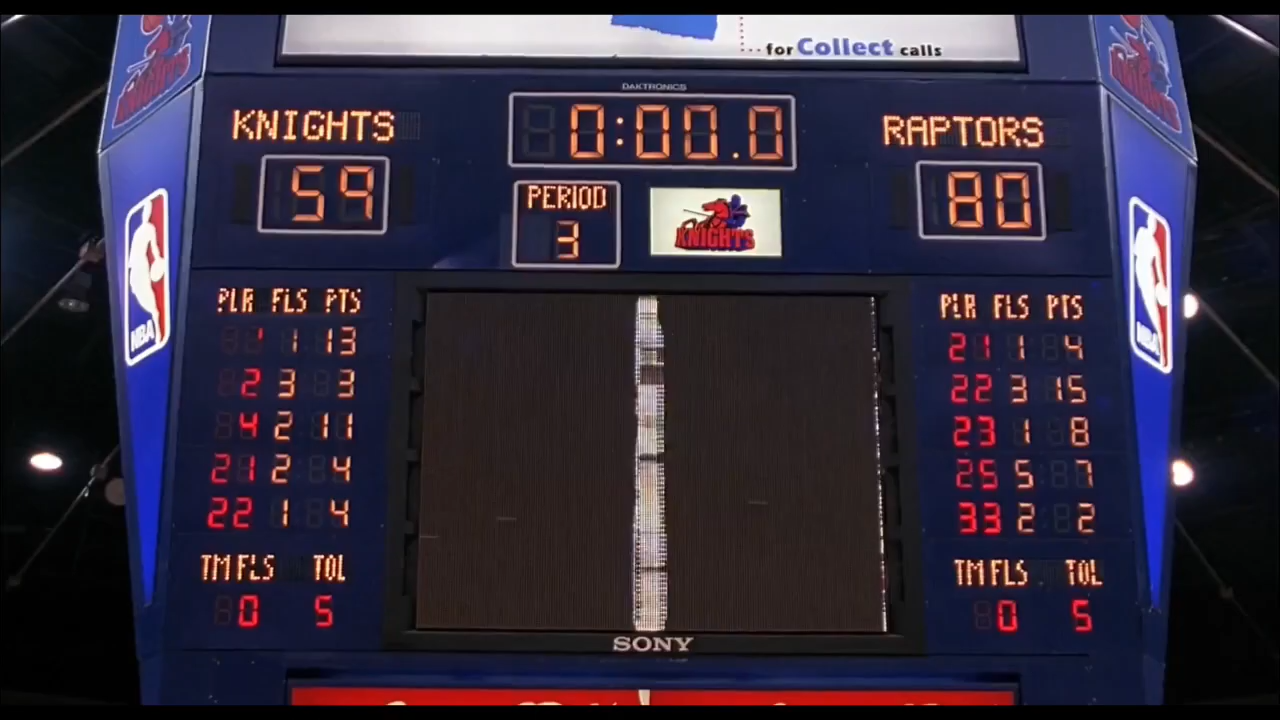 for Collect calls
DAKTRONICS
KNIGHTS 0:00.0 RAPTORS
59 PERIOD 80
3 KNIGHTS
NBA NBA
PLR FLS PTS PLR FLS PTS
1 1 13 21 1 4
2 3 3 22 3 15
4 2 11 23 1 8
21 2 4 25 5 7
22 1 4 33 2 2
TM FLS TOL TM FLS TOL
0 5 0 5
SONY